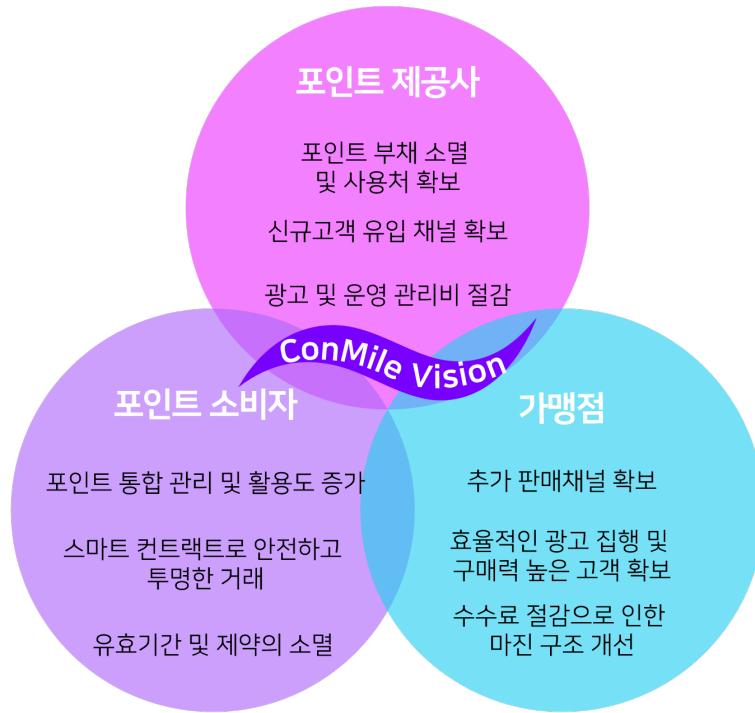 포인트 제공사
포인트 부채 소멸
및 사용처 확보
신규고객 유입 채널 확보
광고 및 운영 관리비 절감
ConMile Vision
포인트 소비자
포인트 통합 관리 및 활용도 증가
스마트 컨트랙트로 안전하고
투명한 거래
유효기간 및 제약의 소멸
가맹점
추가 판매채널 확보
효율적인 광고 집행 및
구매력 높은 고객 확보
수수료 절감으로 인한
마진 구조 개선